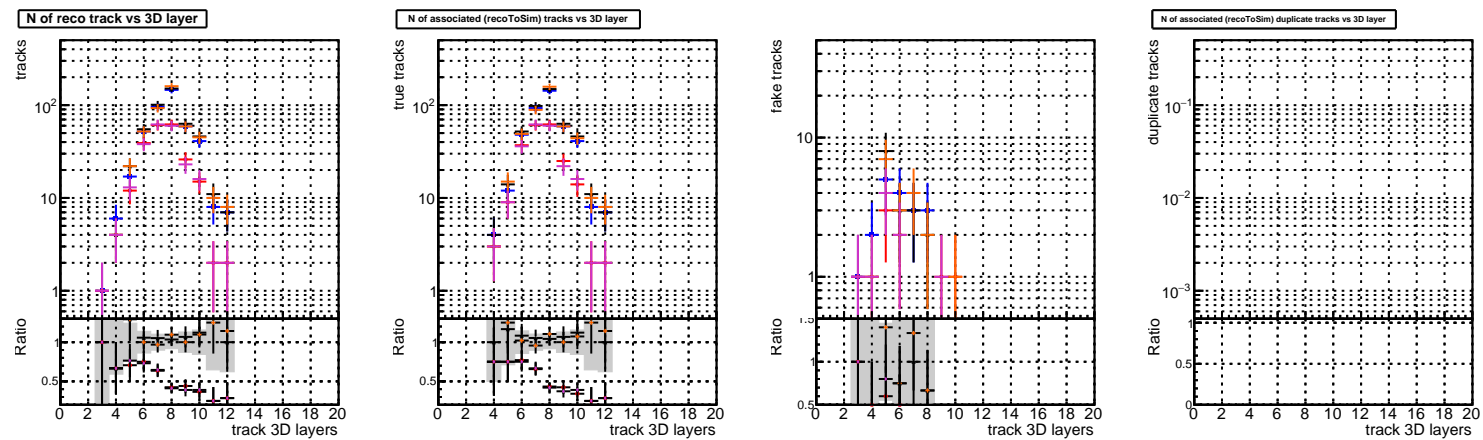 N of reco track vs 3D layer
tracks
10²
10
1
Ratio
1
0.5
0 2 4 6 8 10 12 14 16 18 20
track 3D layers
N of associated (recoToSim) tracks vs 3D layer
true tracks
10²
10
1
Ratio
1
0.5
0 2 4 6 8 10 12 14 16 18 20
track 3D layers
fake tracks
10
1
Ratio
1.5
1
0.5
0 2 4 6 8 10 12 14 16 18 20
track 3D layers
N of associated (recoToSim) duplicate tracks vs 3D layer
duplicate tracks
10⁻¹
10⁻²
10⁻³
Ratio
1
0.5
0
0 2 4 6 8 10 12 14 16 18 20
track 3D layers